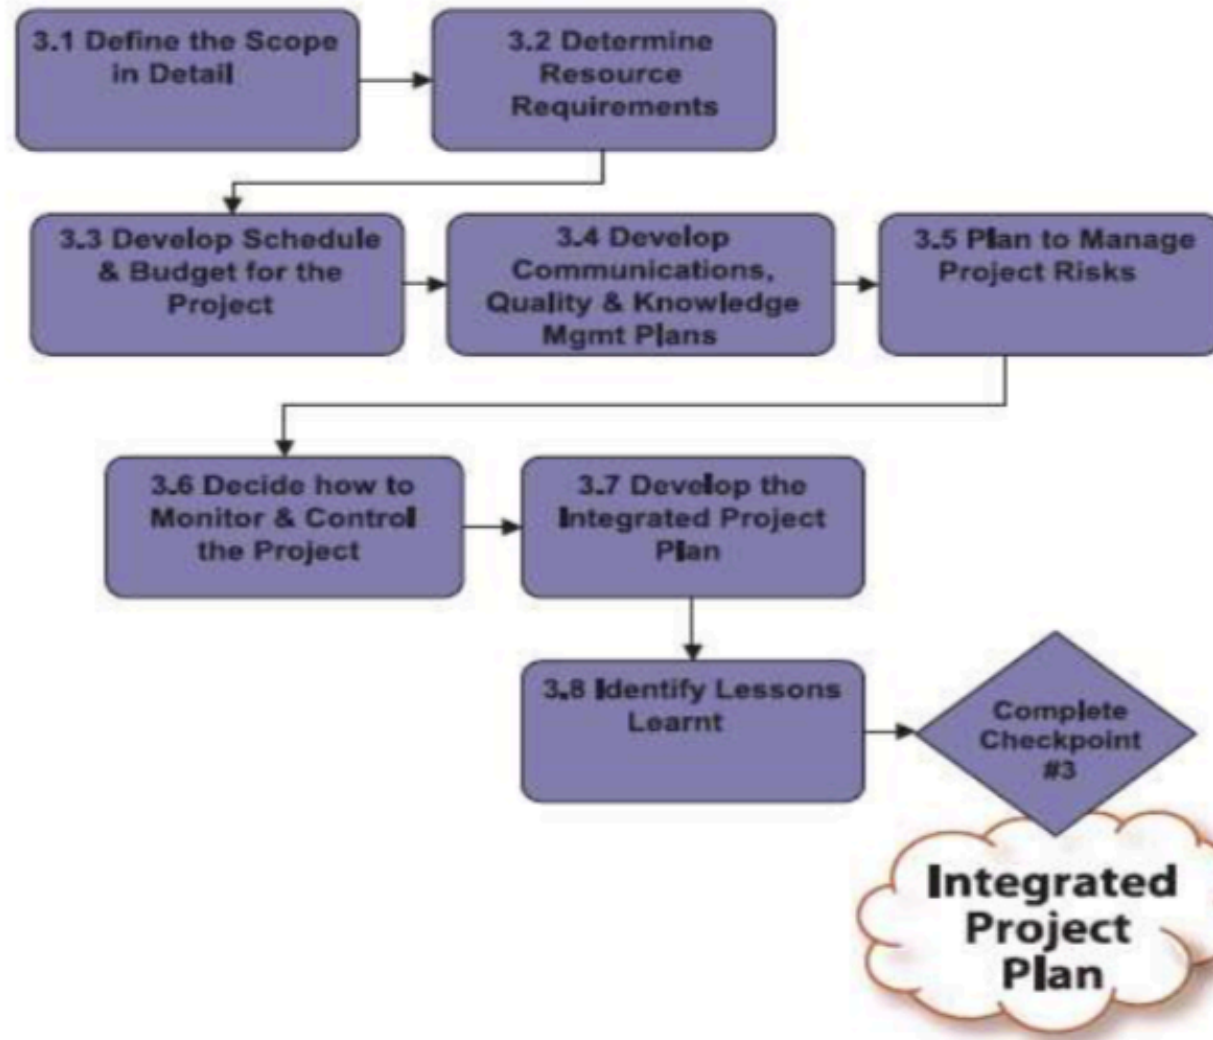 3.1 Define the Scope
in Detail
3.2 Determine
Resource
Requirements
3.3 Develop Schedule
& Budget for the
Project
3.4 Develop
Communications,
Quality & Knowledge
Mgmt Plans
3.5 Plan to Manage
Project Risks
3.6 Decide how to
Monitor & Control
the Project
3.7 Develop the
Integrated Project
Plan
3.8 Identify Lessons
Learnt
Complete
Checkpoint
#3
Integrated
Project
Plan